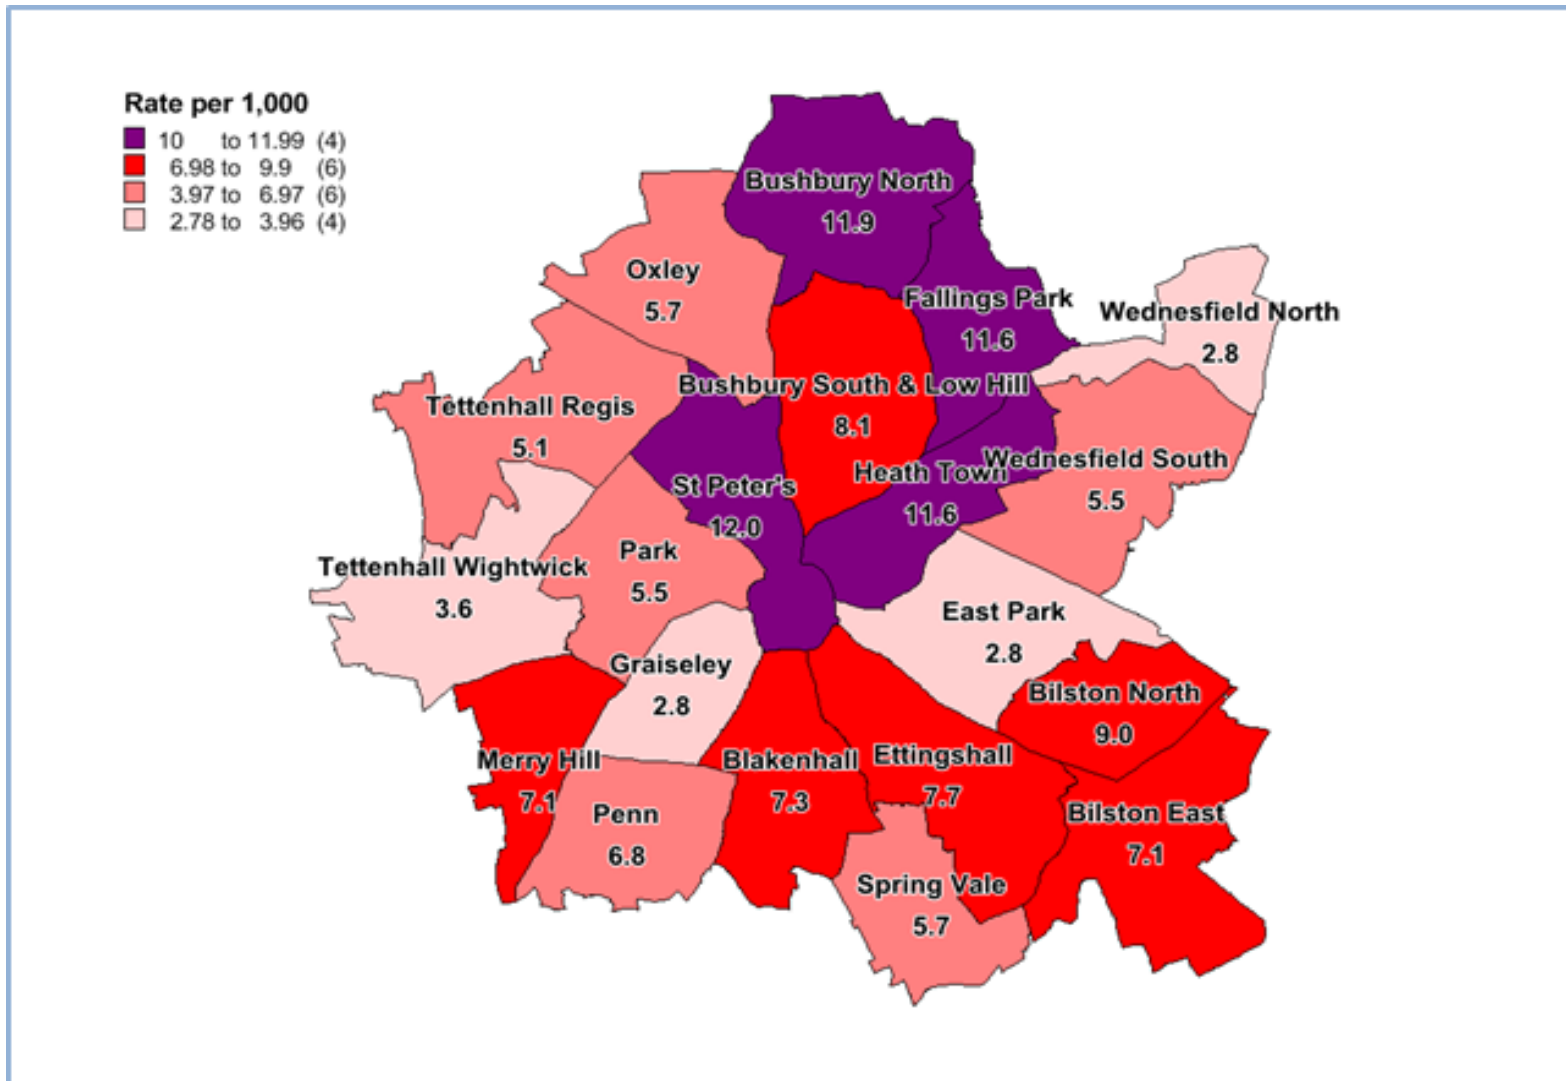 Rate per 1,000
10 to 11.99 (4)
6.98 to 9.9 (6)
3.97 to 6.97 (6)
2.78 to 3.96 (4)
Bushbury North
11.9
Oxley
5.7
Fallings Park
11.6
Wednesfield North
2.8
Bushbury South & Low Hill
8.1
Tettenhall Regis
5.1
St Peter's
12.0
Heath Town
11.6
Wednesfield South
5.5
Park
5.5
Tettenhall Wightwick
3.6
East Park
2.8
Graiseley
2.8
Bilston North
9.0
Merry Hill
7.1
Blakenhall
7.3
Ettingshall
7.7
Penn
6.8
Bilston East
7.1
Spring Vale
5.7